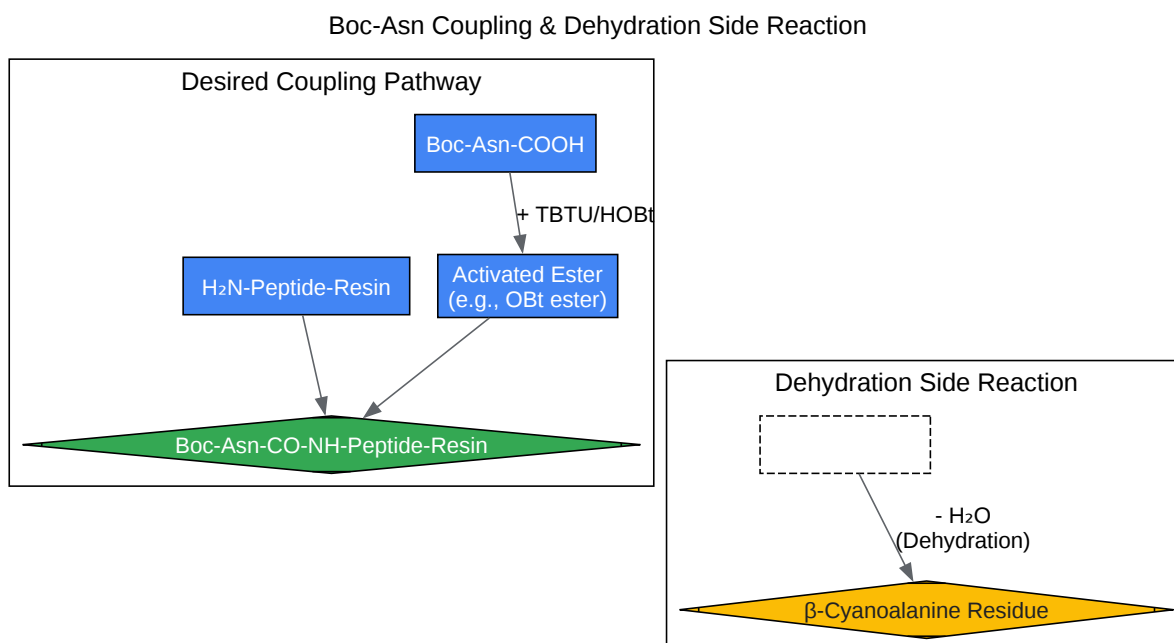 Boc-Asn Coupling & Dehydration Side Reaction
Desired Coupling Pathway
Boc-Asn-COOH
+ TBTU/HOBt
H₂N-Peptide-Resin
Activated Ester
(e.g., OBt ester)
Boc-Asn-CO-NH-Peptide-Resin
Dehydration Side Reaction
- H₂O
(Dehydration)
β-Cyanoalanine Residue